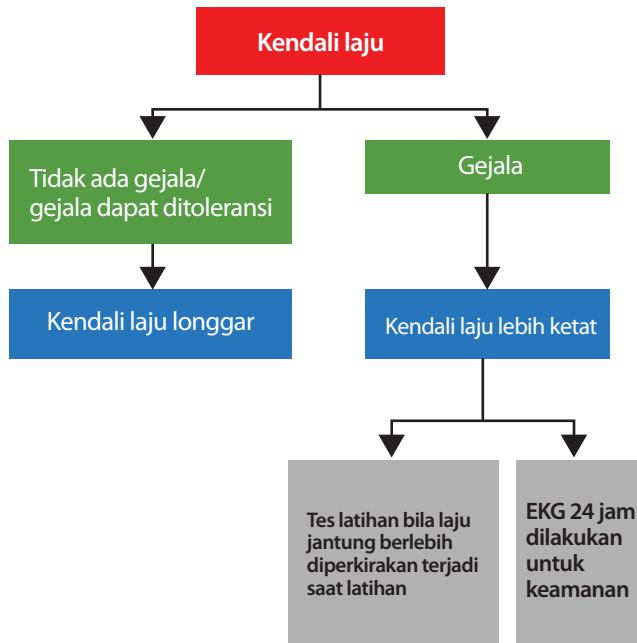 Kendali laju
Tidak ada gejala/
gejala dapat ditoleransi
Gejala
Kendali laju longgar
Kendali laju lebih ketat
Tes latihan bila laju
jantung berlebih
diperkirakan terjadi
saat latihan
EKG 24 jam
dilakukan
untuk
keamanan